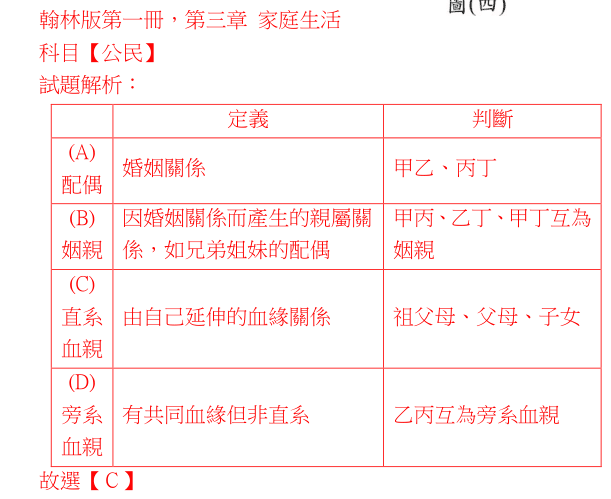 圖(四)
翰林版第一冊，第三章 家庭生活
科目【公民】
試題解析：
定義 判斷
(A)
配偶 婚姻關係 甲乙、丙丁
(B)
姻親
因婚姻關係而產生的親屬關
係，如兄弟姐妹的配偶
甲丙、乙丁、甲丁互為
姻親
(C)
直系
血親
由自己延伸的血緣關係
祖父母、父母、子女
(D)
旁系
血親
有共同血緣但非直系
乙丙互為旁系血親
故選【C】